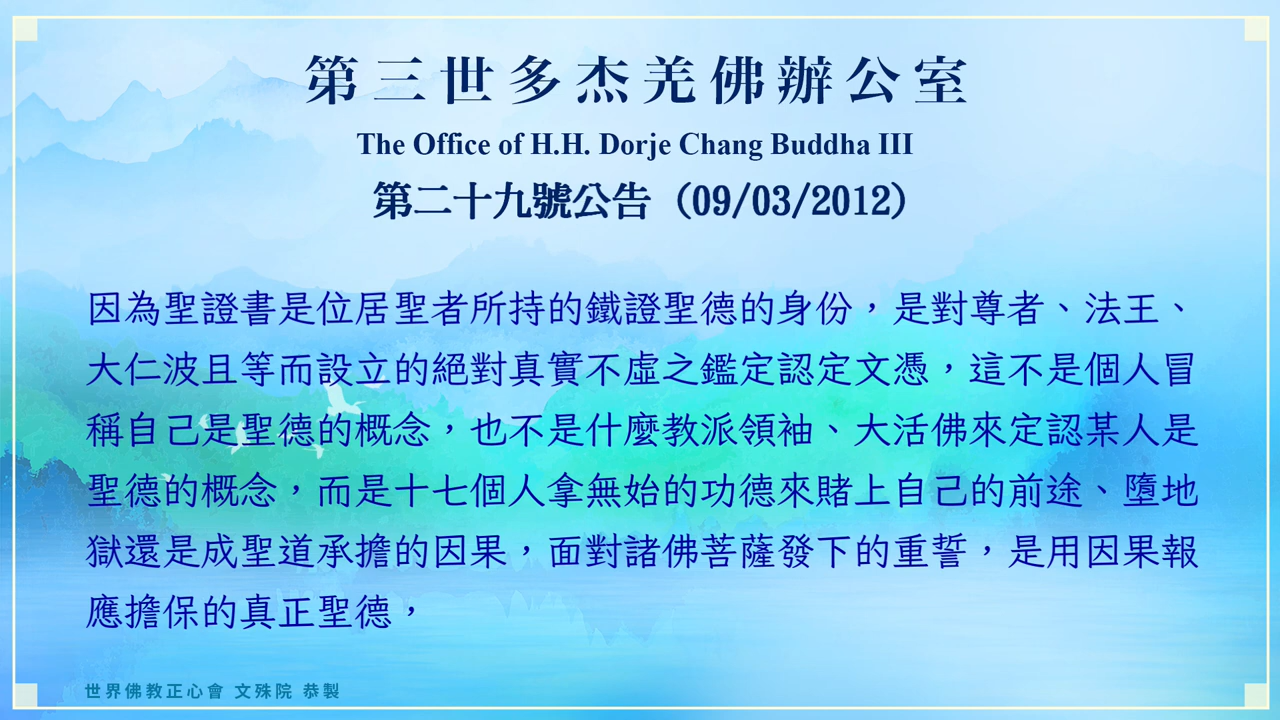 第三世多杰羌佛辦公室
The Office of H.H. Dorje Chang Buddha III
第二十九號公告 (09/03/2012)
因為聖證書是位居聖者所持的鐵證聖德的身份，是對尊者、法王、
大仁波且等而設立的絕對真實不虛之鑑定認定文憑，這不是個人冒
稱自己是聖德的概念，也不是什麼教派領袖、大活佛來定認某人是
聖德的概念，而是十七個人拿無始的功德來賭上自己的前途、墮地
獄還是成聖道承擔的因果，面對諸佛菩薩發下的重誓，是用因果報
應擔保的真正聖德，
世界佛教正心會 文殊院 恭製